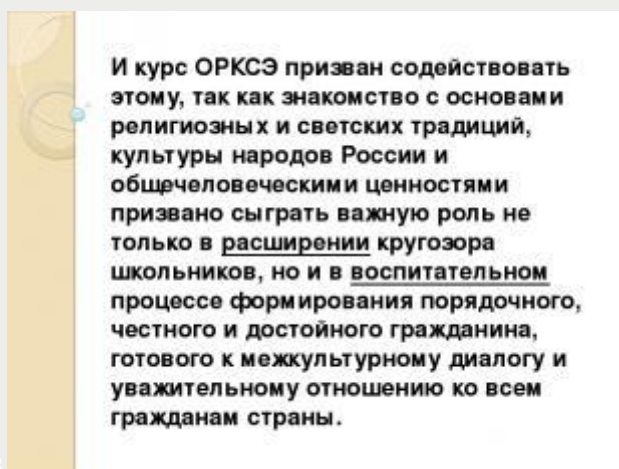 И курс ОРКСЭ призван содействовать
этому, так как знакомство с основами
религиозных и светских традиций,
культуры народов России и
общечеловеческими ценностями
призвано сыграть важную роль не
только в расширении кругозора
школьников, но и в воспитательном
процессе формирования порядочного,
честного и достойного гражданина,
готового к межкультурному диалогу и
уважительному отношению ко всем
гражданам страны.